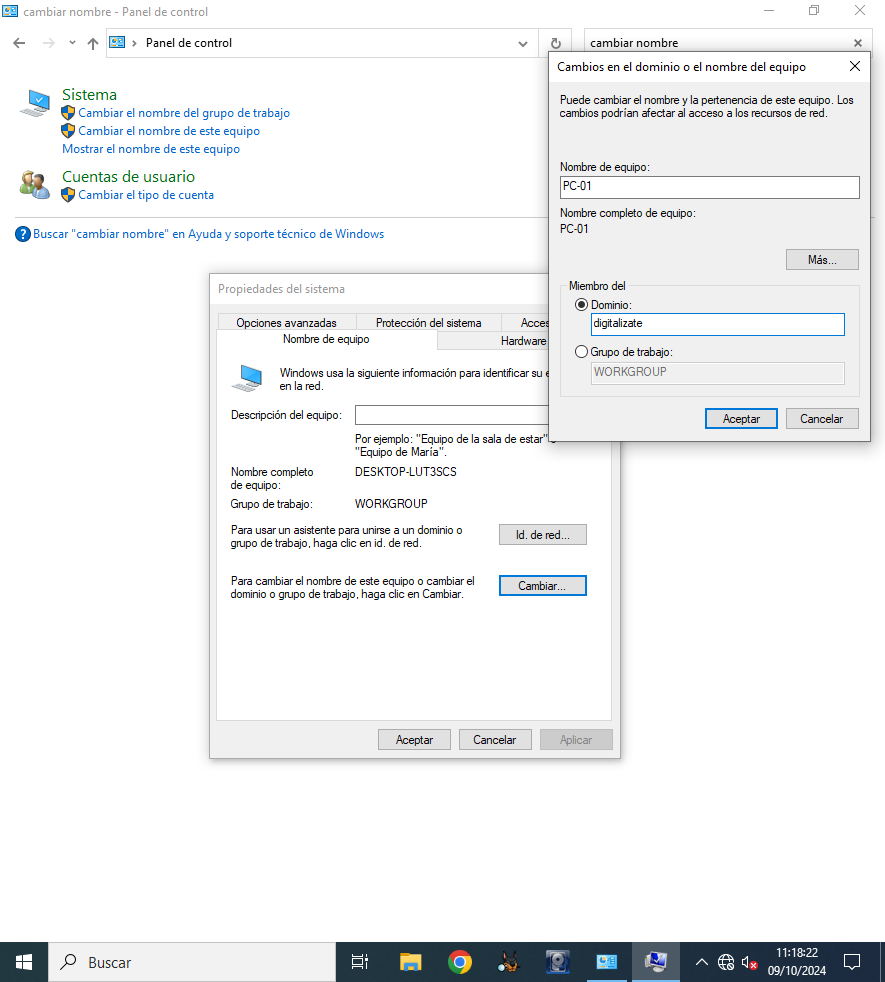 cambiar nombre - Panel de control
Panel de control
cambiar nombre
Sistema
Cambiar el nombre del grupo de trabajo
Cambiar el nombre de este equipo
Mostrar el nombre de este equipo
Cuentas de usuario
Cambiar el tipo de cuenta
Buscar "cambiar nombre" en Ayuda y soporte técnico de Windows
Cambios en el dominio o el nombre del equipo
Puede cambiar el nombre y la pertenencia de este equipo. Los
cambios podrían afectar al acceso a los recursos de red.
Nombre de equipo:
PC-01
Nombre completo de equipo:
PC-01
Más...
Miembro del
Dominio:
digitalizate
Grupo de trabajo:
WORKGROUP
Aceptar
Cancelar
Propiedades del sistema
Opciones avanzadas
Protección del sistema
Acces
Nombre de equipo
Hardware
Windows usa la siguiente información para identificar su e
en la red.
Descripción del equipo:
Por ejemplo: "Equipo de la sala de estar"
"Equipo de María".
Nombre completo
de equipo:
DESKTOP-LUT3SCS
Grupo de trabajo:
WORKGROUP
Para usar un asistente para unirse a un dominio o
grupo de trabajo, haga clic en id. de red.
Id. de red...
Para cambiar el nombre de este equipo o cambiar el
dominio o grupo de trabajo, haga clic en Cambiar.
Cambiar...
Aceptar
Cancelar
Aplicar
Buscar
11:18:22
09/10/2024